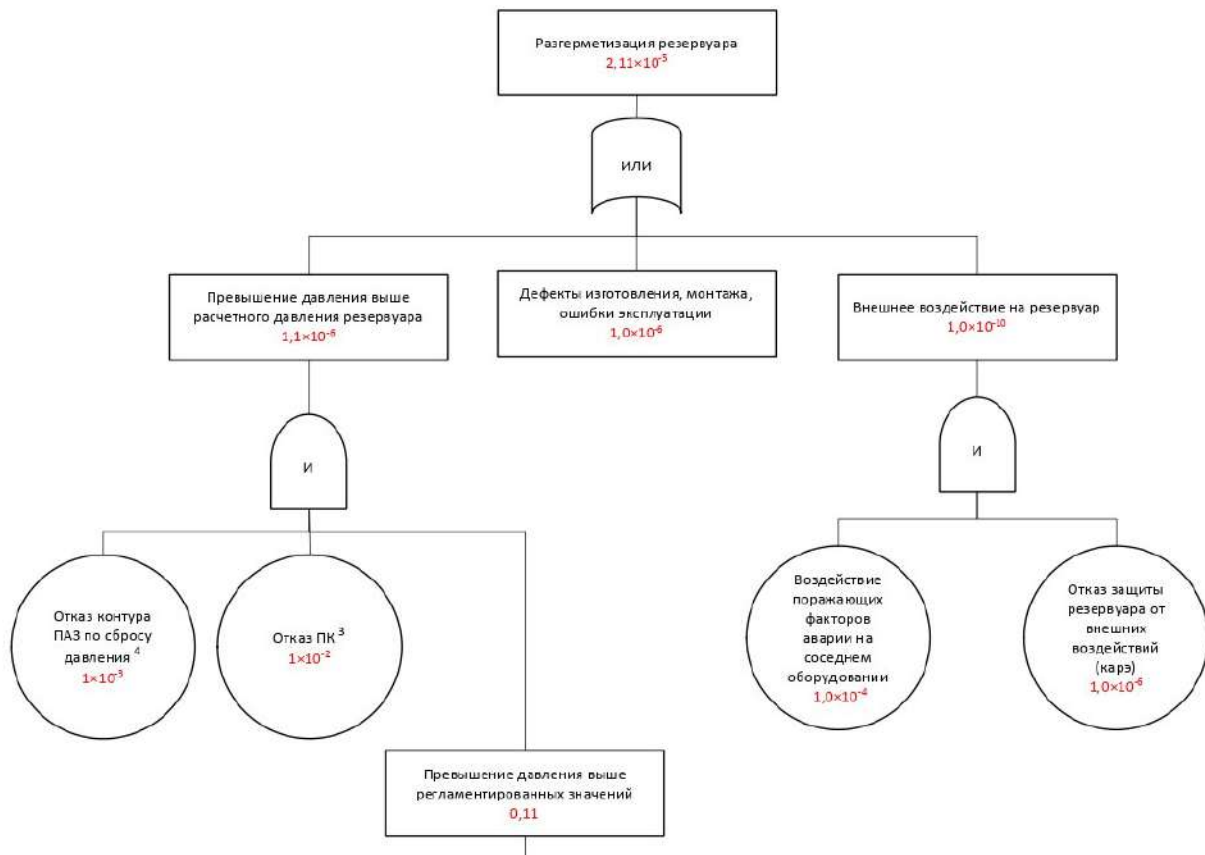 Разгерметизация резервуара
2,11×10⁻⁵
или
Превышение давления выше
расчетного давления резервуара
1,1×10⁻⁶
Дефекты изготовления, монтажа,
ошибки эксплуатации
1,0×10⁻⁶
Внешнее воздействие на резервуар
1,0×10⁻¹⁰
И
И
Отказ контура
ПАЗ по сбросу
давления ⁴
1×10⁻³
Отказ ПК ³
1×10⁻²
Воздействие
поражающих
факторов
аварии на
соседнем
оборудовании
1,0×10⁻⁴
Отказ защиты
резервуара от
внешних
воздействий
(карэ)
1,0×10⁻⁶
Превышение давления выше
регламентированных значений
0,11